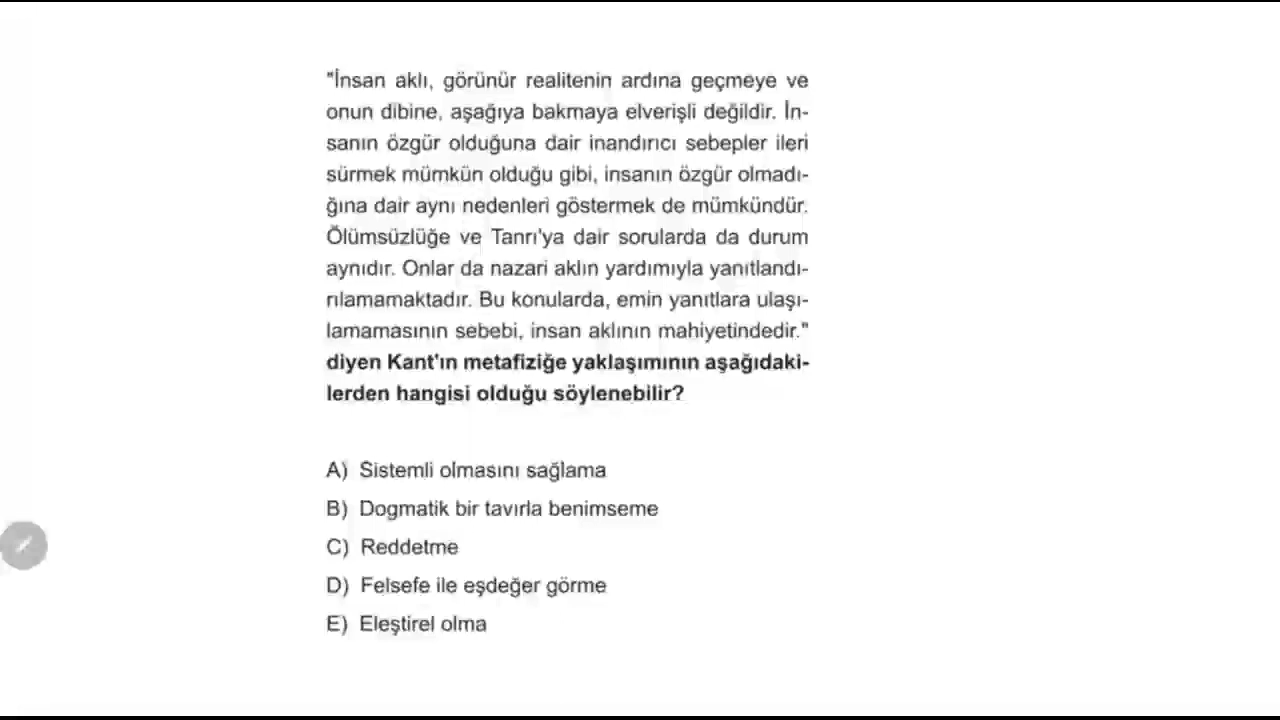 "İnsan aklı, görünür realitenin ardına geçmeye ve
onun dibine, aşağıya bakmaya elverişli değildir. İn-
sanın özgür olduğuna dair inandırıcı sebepler ileri
sürmek mümkün olduğu gibi, insanın özgür olmadı-
ğına dair aynı nedenleri göstermek de mümkündür.
Ölümsüzlüğe ve Tanrı'ya dair sorularda da durum
aynıdır. Onlar da nazari aklın yardımıyla yanıtlandı-
rılamamaktadır. Bu konularda, emin yanıtlara ulaşı-
lamamasının sebebi, insan aklının mahiyetindedir."
diyen Kant'ın metafiziğe yaklaşımının aşağıdaki-
lerden hangisi olduğu söylenebilir?
A) Sistemli olmasını sağlama
B) Dogmatik bir tavırla benimseme
C) Reddetme
D) Felsefe ile eşdeğer görme
E) Eleştirel olma